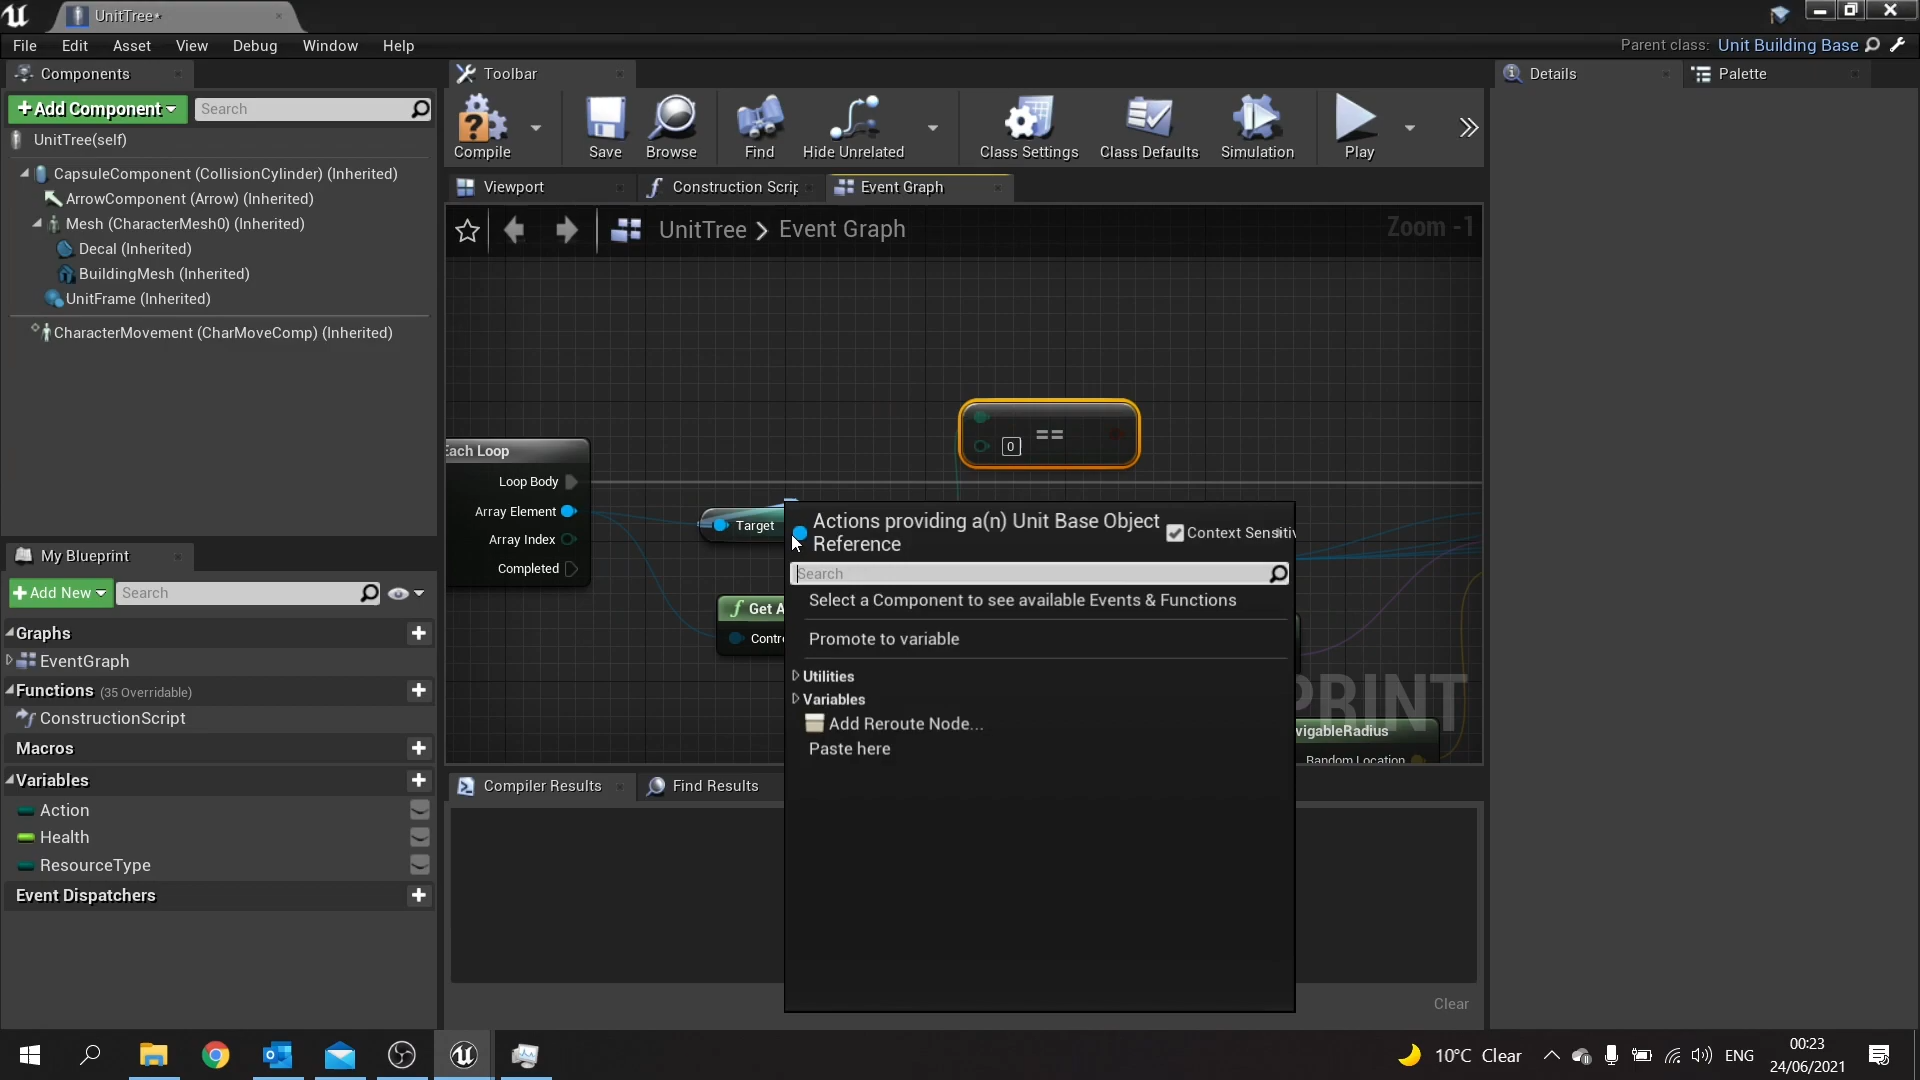 UnitTree*
File Edit Asset View Debug Window Help
Parent class: Unit Building Base
Components
Toolbar
Details
Palette
+Add Component
Search
UnitTree(self)
CapsuleComponent (CollisionCylinder) (Inherited)
ArrowComponent (Arrow) (Inherited)
Mesh (CharacterMesh0) (Inherited)
Decal (Inherited)
BuildingMesh (Inherited)
UnitFrame (Inherited)
CharacterMovement (CharMoveComp) (Inherited)
Compile
Save
Browse
Find
Hide Unrelated
Class Settings
Class Defaults
Simulation
Play
Viewport
Construction Scrip
Event Graph
UnitTree > Event Graph
Zoom -1
0
==
Each Loop
Loop Body
Array Element
Array Index
Completed
Target
f Get A
Contr
Actions providing a(n) Unit Base Object
Reference
Context Sensitiv
Search
Select a Component to see available Events & Functions
Promote to variable
Utilities
Variables
Add Reroute Node...
Paste here
PRINT
vigableRadius
Random Location
My Blueprint
+Add New
Search
Graphs
EventGraph
Functions (35 Overridable)
ConstructionScript
Macros
Variables
Action
Health
ResourceType
Event Dispatchers
Compiler Results
Find Results
Clear
10°C Clear
ENG
00:23
24/06/2021